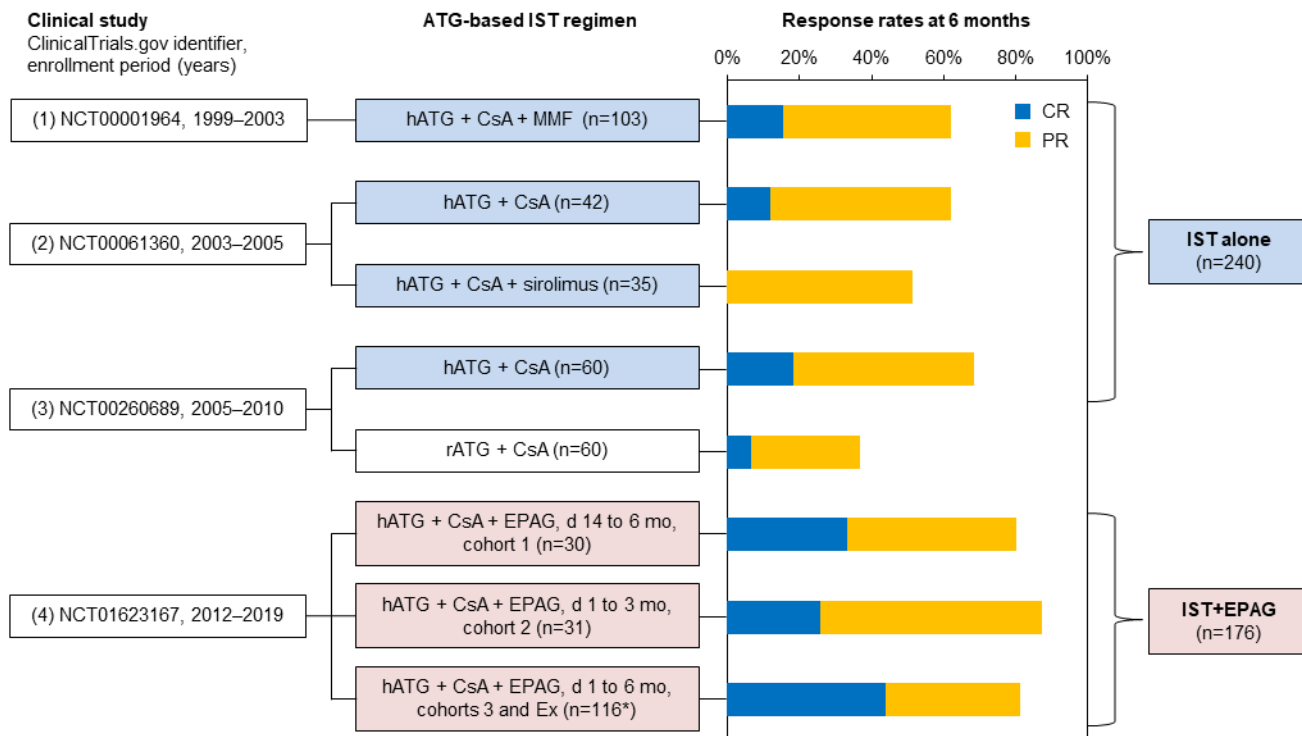 Clinical study
ClinicalTrials.gov identifier,
enrollment period (years)
ATG-based IST regimen
Response rates at 6 months
0%
20%
40%
60%
80%
100%
CR
PR
(1) NCT00001964, 1999–2003
hATG + CsA + MMF (n=103)
(2) NCT00061360, 2003–2005
hATG + CsA (n=42)
hATG + CsA + sirolimus (n=35)
(3) NCT00260689, 2005–2010
hATG + CsA (n=60)
rATG + CsA (n=60)
(4) NCT01623167, 2012–2019
hATG + CsA + EPAG, d 14 to 6 mo,
cohort 1 (n=30)
hATG + CsA + EPAG, d 1 to 3 mo,
cohort 2 (n=31)
hATG + CsA + EPAG, d 1 to 6 mo,
cohorts 3 and Ex (n=116*)
IST alone
(n=240)
IST+EPAG
(n=176)